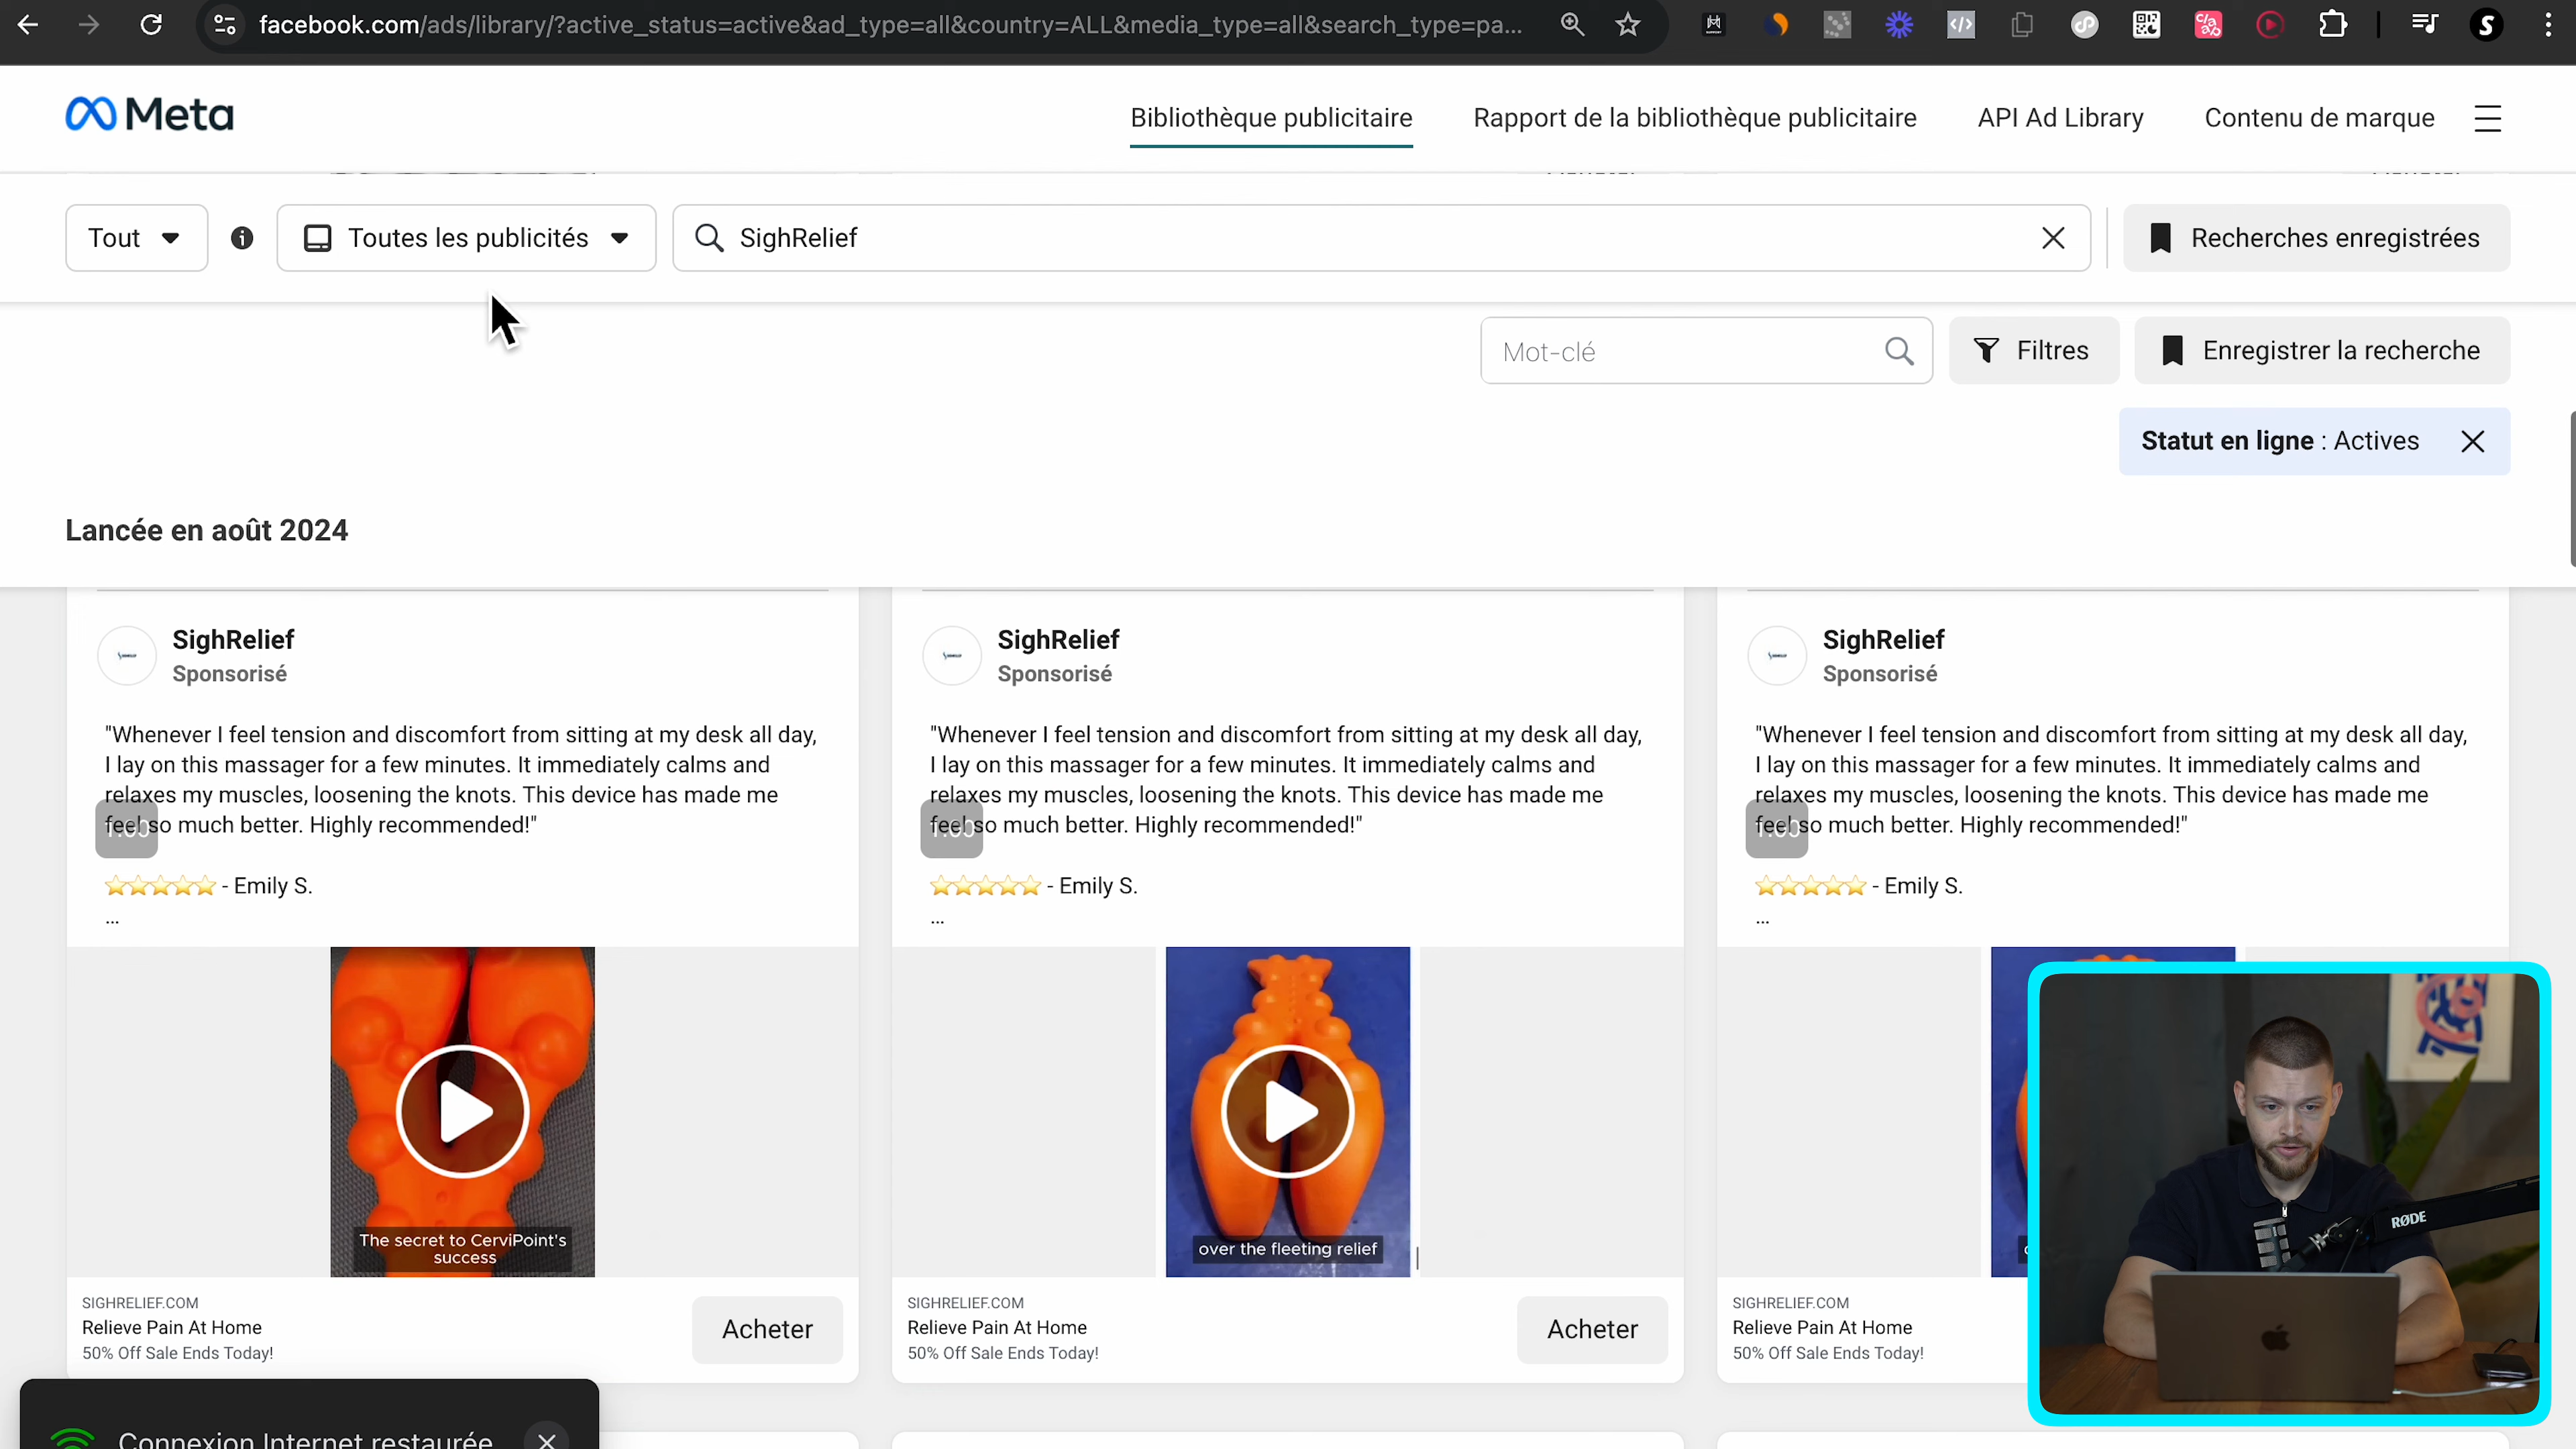 facebook.com/ads/library/?active_status=active&ad_type=all&country=ALL&media_type=all&search_type=pa...
Meta
Bibliothèque publicitaire
Rapport de la bibliothèque publicitaire
API Ad Library
Contenu de marque
Tout
Toutes les publicités
SighRelief
Recherches enregistrées
Mot-clé
Filtres
Enregistrer la recherche
Statut en ligne : Actives
Lancée en août 2024
SighRelief
Sponsorisé
"Whenever I feel tension and discomfort from sitting at my desk all day,
I lay on this massager for a few minutes. It immediately calms and
relaxes my muscles, loosening the knots. This device has made me
feel so much better. Highly recommended!"
⭐⭐⭐⭐⭐ - Emily S.
...
The secret to CerviPoint's
success
SIGHRELIEF.COM
Relieve Pain At Home
50% Off Sale Ends Today!
Acheter
SighRelief
Sponsorisé
"Whenever I feel tension and discomfort from sitting at my desk all day,
I lay on this massager for a few minutes. It immediately calms and
relaxes my muscles, loosening the knots. This device has made me
feel so much better. Highly recommended!"
⭐⭐⭐⭐⭐ - Emily S.
...
over the fleeting relief
SIGHRELIEF.COM
Relieve Pain At Home
50% Off Sale Ends Today!
Acheter
SighRelief
Sponsorisé
"Whenever I feel tension and discomfort from sitting at my desk all day,
I lay on this massager for a few minutes. It immediately calms and
relaxes my muscles, loosening the knots. This device has made me
feel so much better. Highly recommended!"
⭐⭐⭐⭐⭐ - Emily S.
...
SIGHRELIEF.COM
Relieve Pain At Home
50% Off Sale Ends Today!
RØDE
Connexion Internet restaurée